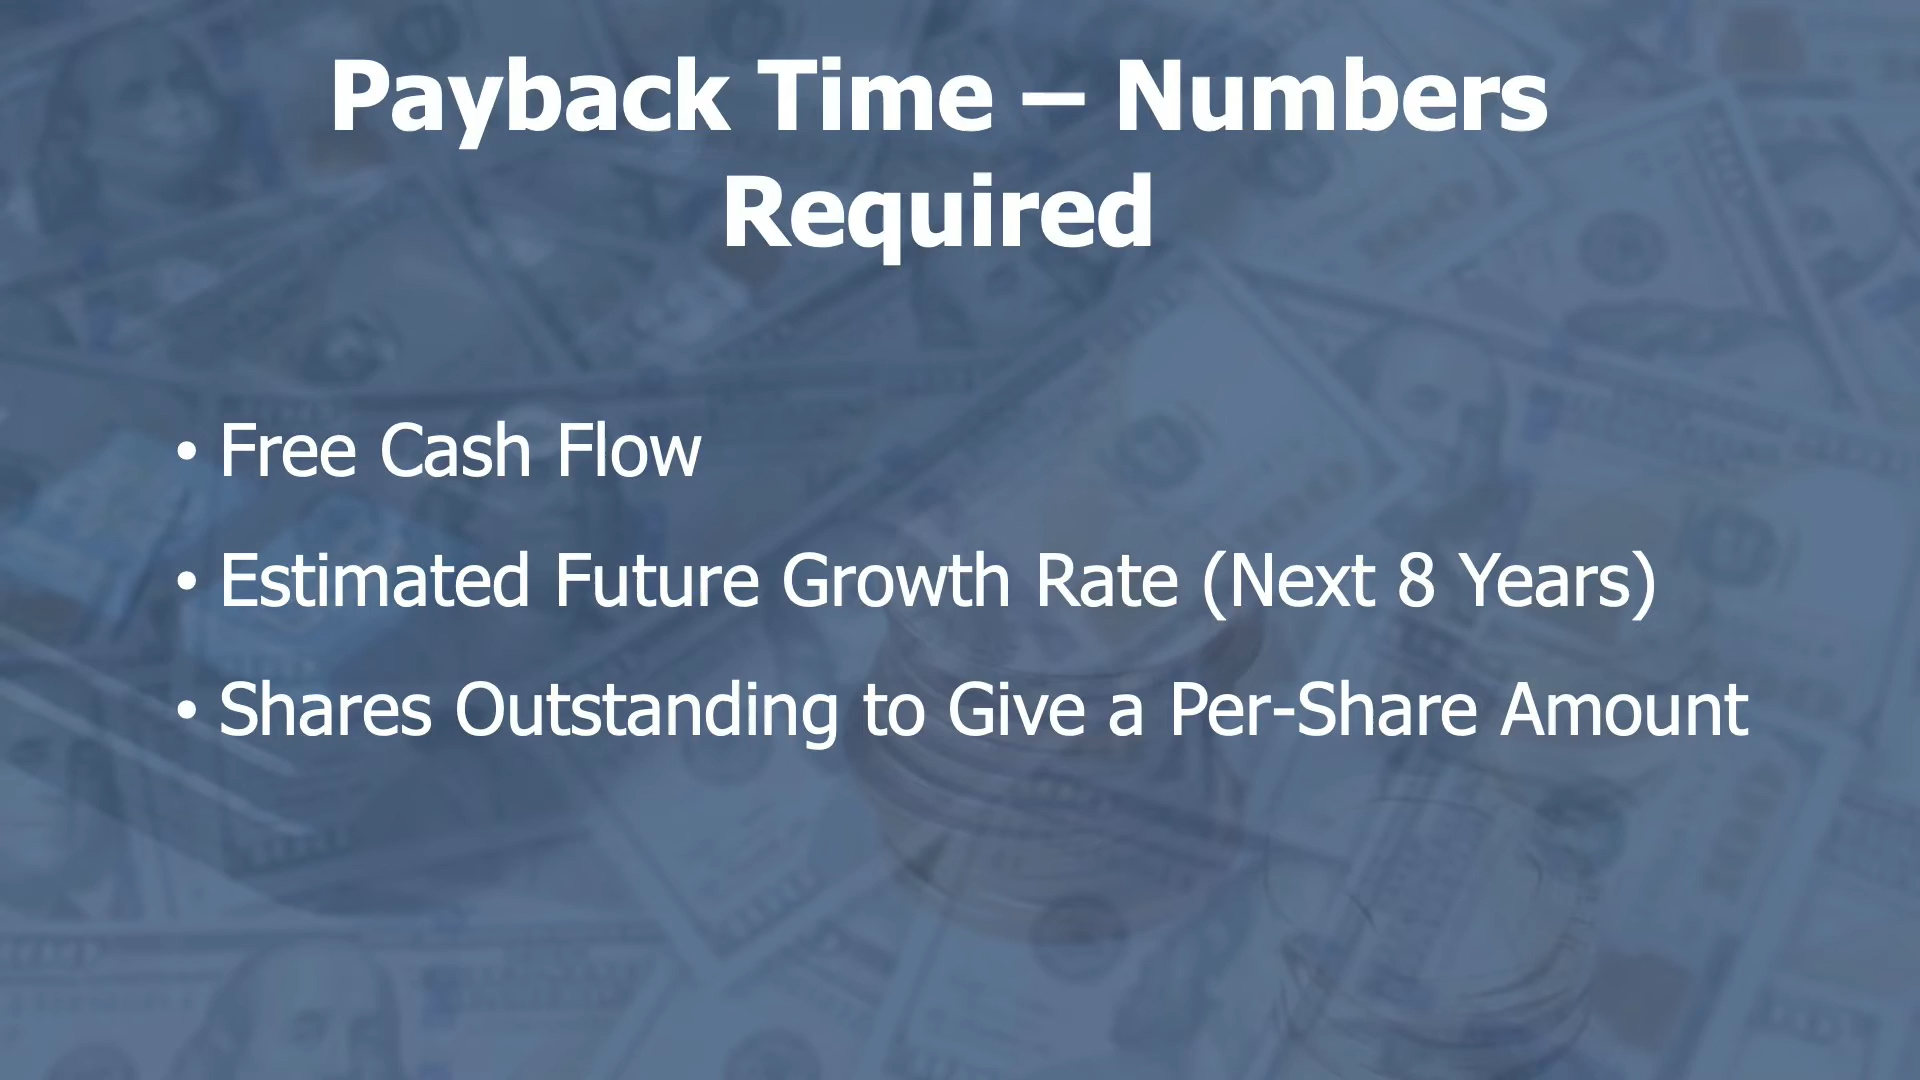 Payback Time – Numbers
Required
• Free Cash Flow
• Estimated Future Growth Rate (Next 8 Years)
• Shares Outstanding to Give a Per-Share Amount